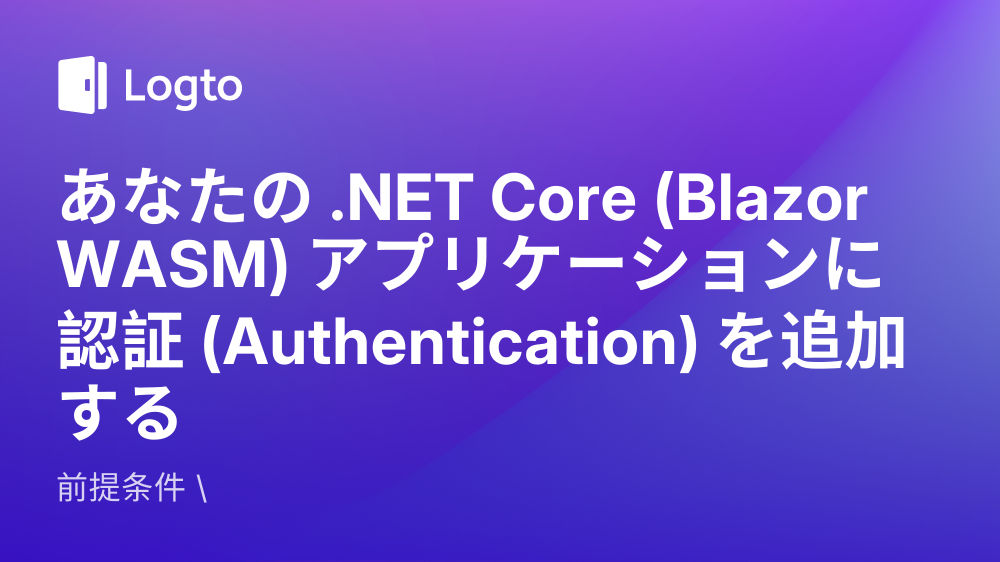 Logto
あなたの .NET Core (Blazor
WASM) アプリケーションに
認証 (Authentication) を追加
する
前提条件 \